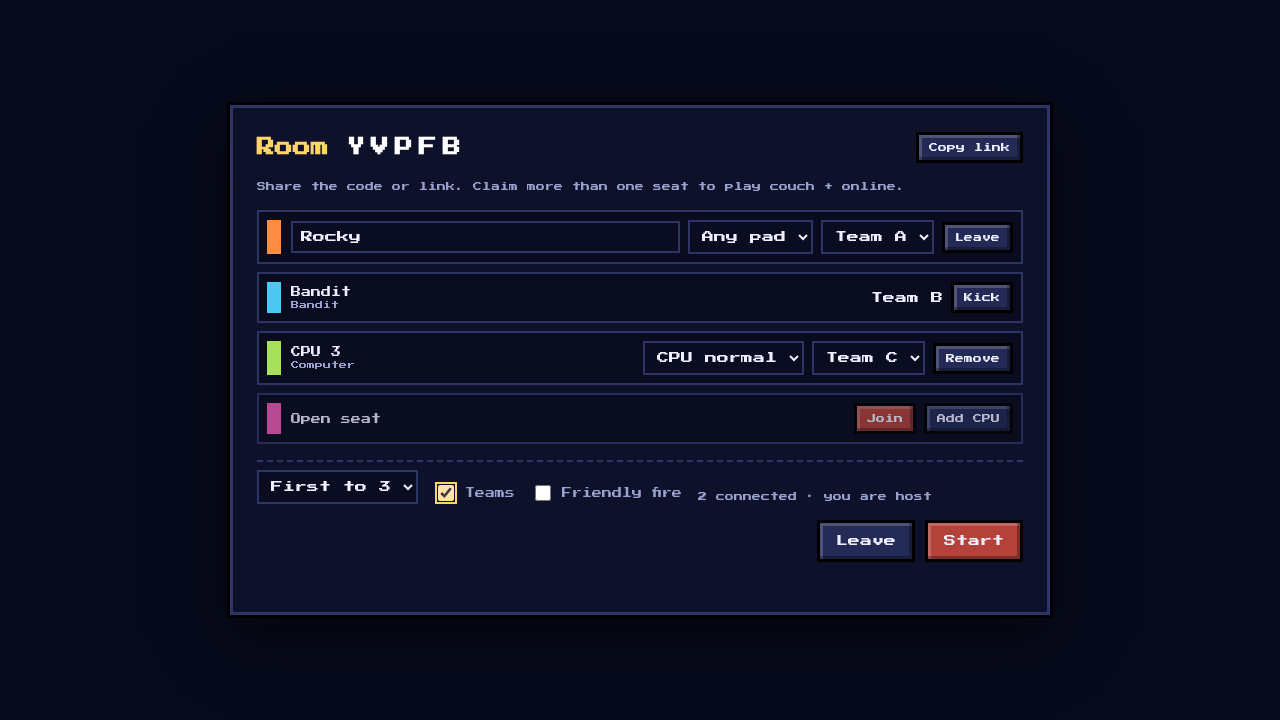 Room YVPFB
Copy link
Share the code or link. Claim more than one seat to play couch + online.
Rocky Any pad Team A Leave
Bandit
Bandit
Team B Kick
CPU 3
Computer
CPU normal Team C Remove
Open seat Join Add CPU
First to 3 Teams Friendly fire 2 connected · you are host
Leave Start